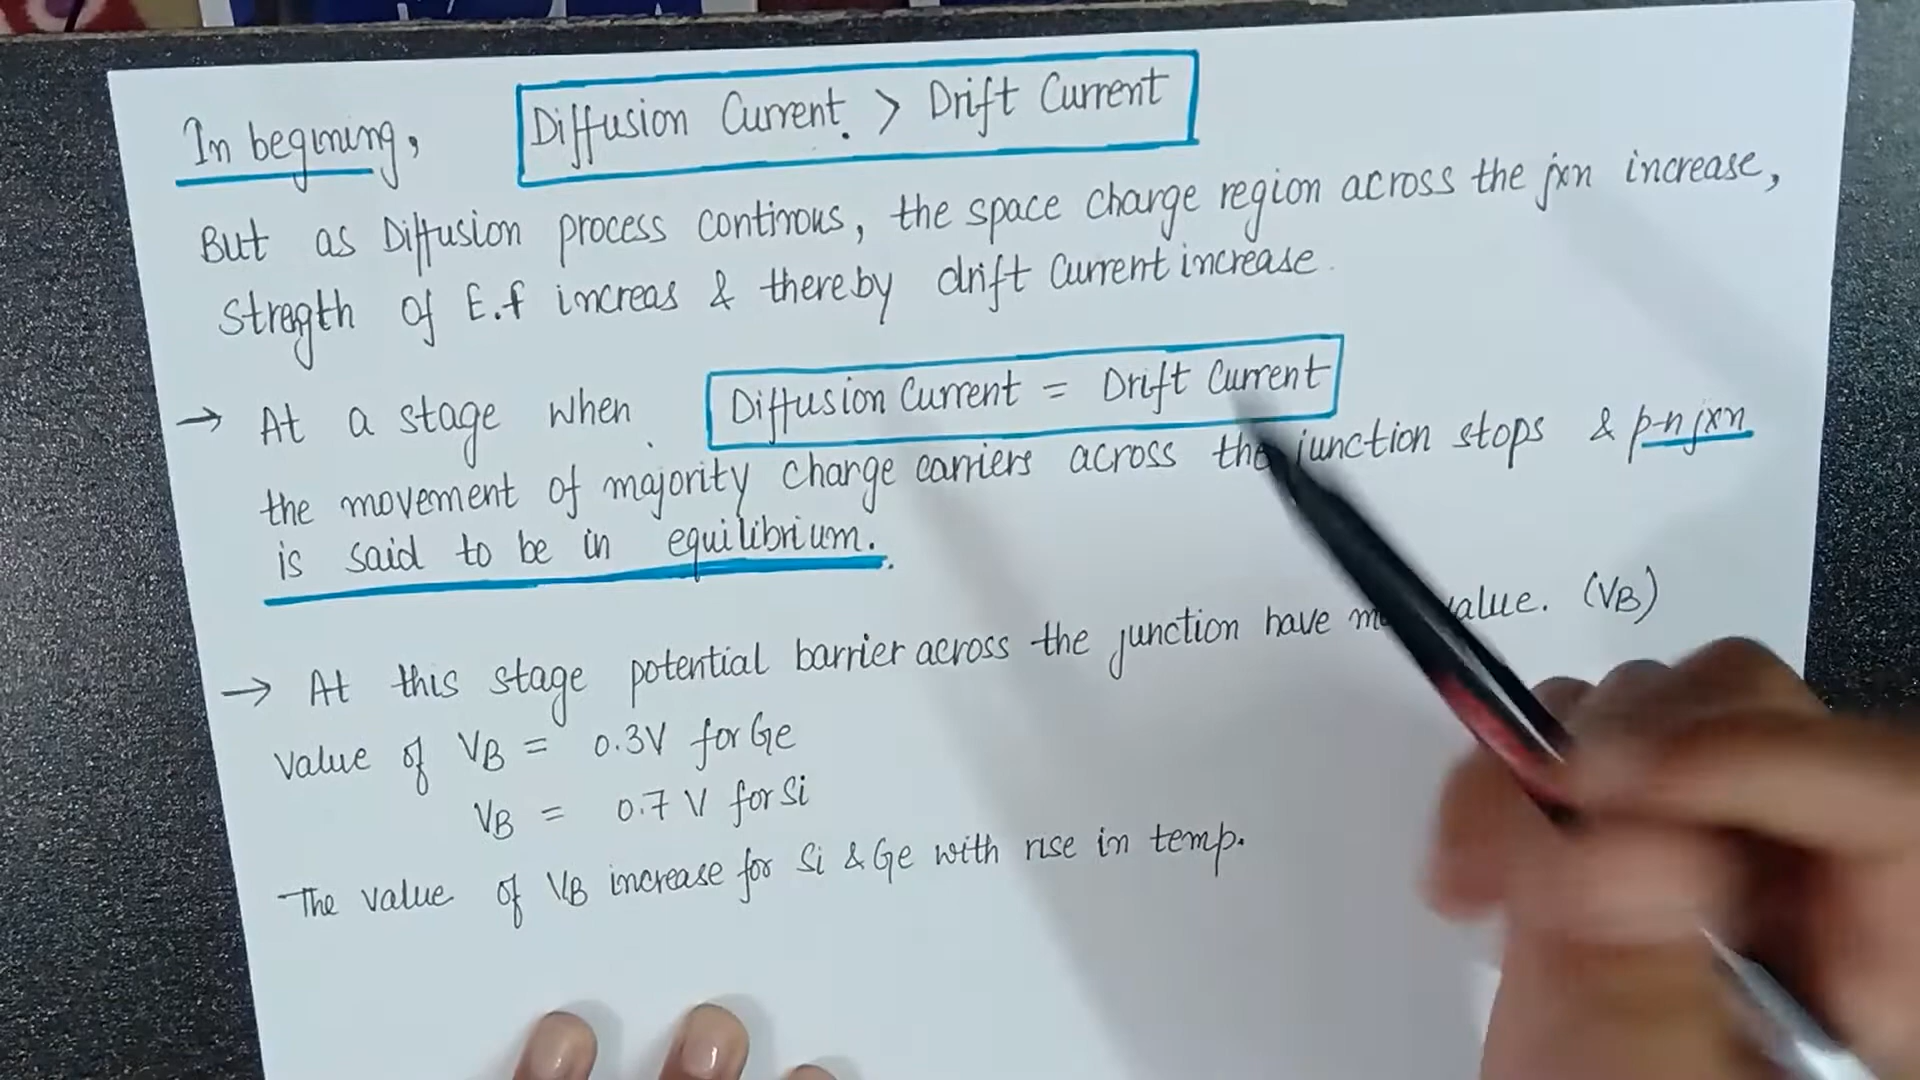 In begining, Diffusion Current > Drift Current
But as Diffusion process continous, the space charge region across the jxn increase,
stregth of E.f increas & thereby drift Current increase.
→ At a stage when Diffusion Current = Drift Current
the movement of majority charge carriers across the junction stops & p-n jxn
is said to be in equilibrium.
→ At this stage potential barrier across the junction have value. (VB)
Value of VB = 0.3V for Ge
VB = 0.7 V for Si
The value of VB increase for Si & Ge with rise in temp.